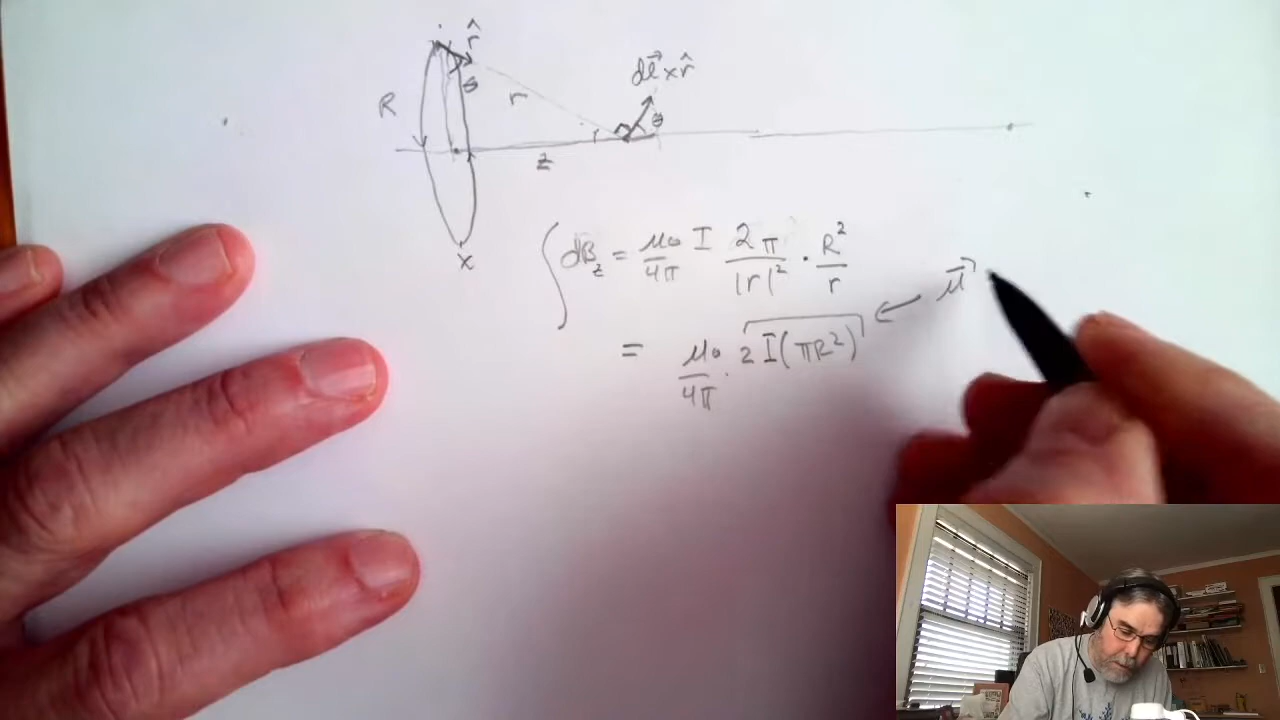 r̂
R
θ
r
dl⃗ x r̂
θ
z
x
∫ dB_z = μ₀/4π I 2π/|r|² · R²/r
= μ₀/4π · 2 I(πR²) ← μ⃗